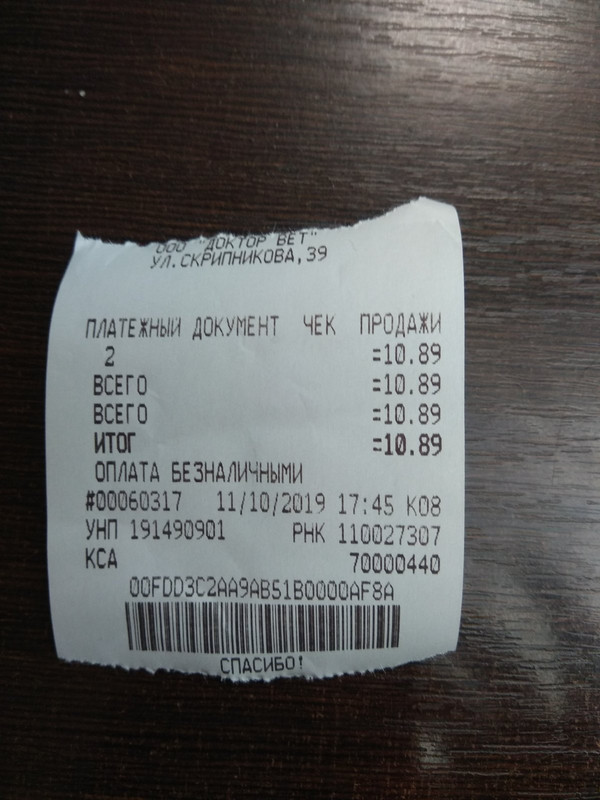 ООО "ДОКТОР ВЕТ"
УЛ.СКРИПНИКОВА,39
ПЛАТЕЖНЫЙ ДОКУМЕНТ ЧЕК ПРОДАЖИ
2 =10.89
ВСЕГО =10.89
ВСЕГО =10.89
ИТОГ =10.89
ОПЛАТА БЕЗНАЛИЧНЫМИ
#00060317 11/10/2019 17:45 К08
УНП 191490901 РНК 110027307
КСА 70000440
00FDD3C2AA9AB51B0000AF8A
СПАСИБО!